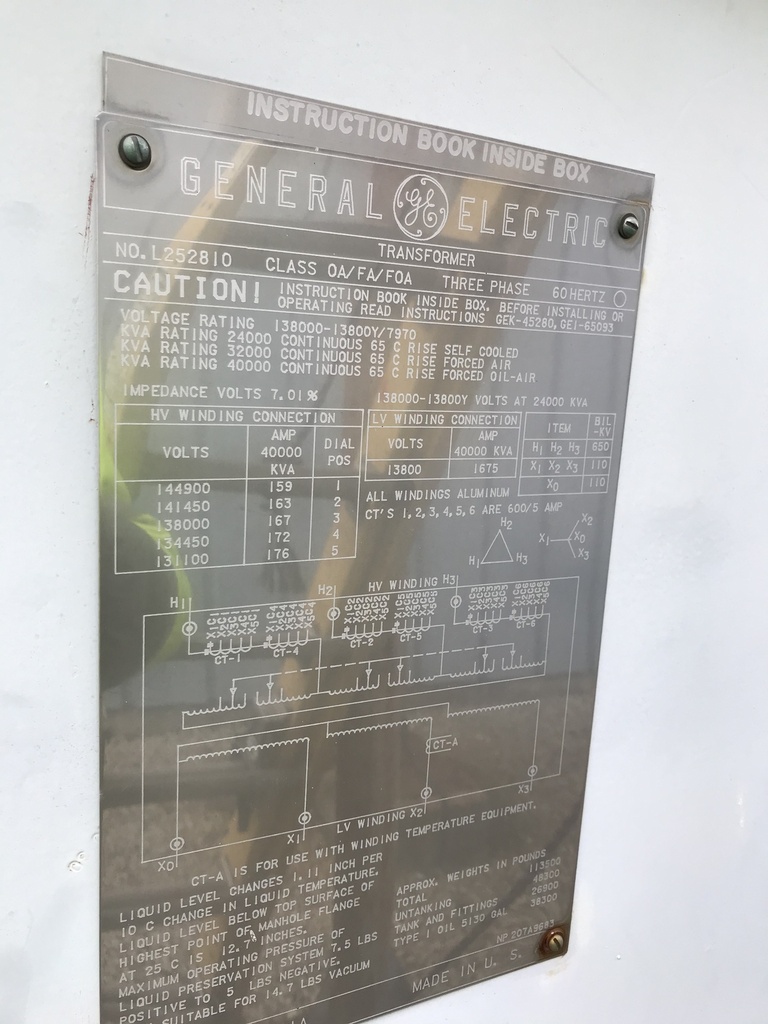 INSTRUCTION BOOK INSIDE BOX
GENERAL GE ELECTRIC
TRANSFORMER
NO. L252810 CLASS OA/FA/FOA THREE PHASE 60 HERTZ
CAUTION! INSTRUCTION BOOK INSIDE BOX. BEFORE INSTALLING OR
OPERATING READ INSTRUCTIONS GEK-45280, GEI-65093
VOLTAGE RATING 138000-13800Y/7970
KVA RATING 24000 CONTINUOUS 65 C RISE SELF COOLED
KVA RATING 32000 CONTINUOUS 65 C RISE FORCED AIR
KVA RATING 40000 CONTINUOUS 65 C RISE FORCED OIL-AIR
IMPEDANCE VOLTS 7.01% 138000-13800Y VOLTS AT 24000 KVA
HV WINDING CONNECTION
VOLTS AMP 40000 KVA DIAL POS
144900 159 1
141450 163 2
138000 167 3
134450 172 4
131100 176 5
LV WINDING CONNECTION
VOLTS AMP 40000 KVA
13800 1675
ITEM BIL -KV
H1 H2 H3 650
X1 X2 X3 110
X0 110
ALL WINDINGS ALUMINUM
CT'S 1,2,3,4,5,6 ARE 600/5 AMP
H2
H1 H3
X2
X1 X0
X3
H1 H2 HV WINDING H3
CT-1 CT-4 CT-2 CT-5 CT-3 CT-6
CT-A
X0 X1 LV WINDING X2 X3
CT-A IS FOR USE WITH WINDING TEMPERATURE EQUIPMENT.
LIQUID LEVEL CHANGES 1.11 INCH PER
10 C CHANGE IN LIQUID TEMPERATURE.
LIQUID LEVEL BELOW TOP SURFACE OF
HIGHEST POINT OF MANHOLE FLANGE
AT 25 C IS 12.7 INCHES.
MAXIMUM OPERATING PRESSURE OF
LIQUID PRESERVATION SYSTEM 7.5 LBS
POSITIVE TO 5 LBS NEGATIVE.
SUITABLE FOR 14.7 LBS VACUUM
APPROX. WEIGHTS IN POUNDS
TOTAL 113500
UNTANKING 48300
TANK AND FITTINGS 26900
TYPE 1 OIL 5130 GAL 38300
NP 207A9683
MADE IN U. S.